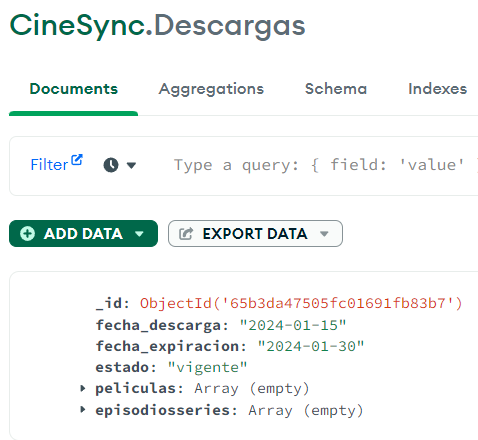 CineSync.Descargas
Documents Aggregations Schema Indexes
Filter Type a query: { field: 'value' }
ADD DATA EXPORT DATA
_id: ObjectId('65b3da47505fc01691fb83b7')
fecha_descarga: "2024-01-15"
fecha_expiracion: "2024-01-30"
estado: "vigente"
peliculas: Array (empty)
episodiosseries: Array (empty)